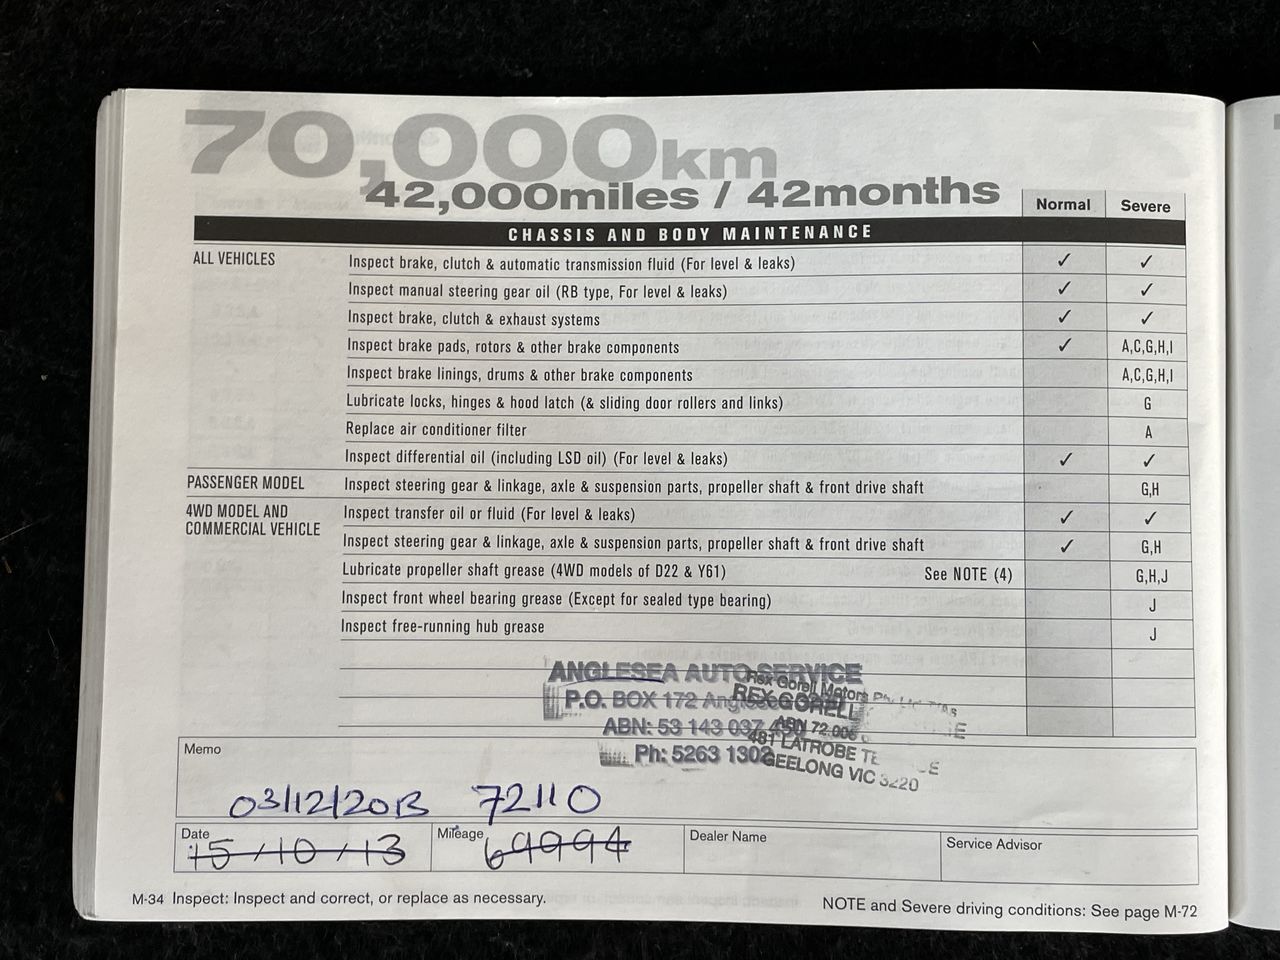 70,000km
42,000miles / 42months
Normal Severe
CHASSIS AND BODY MAINTENANCE
ALL VEHICLES Inspect brake, clutch & automatic transmission fluid (For level & leaks) ✓ ✓
Inspect manual steering gear oil (RB type, For level & leaks) ✓ ✓
Inspect brake, clutch & exhaust systems ✓ ✓
Inspect brake pads, rotors & other brake components ✓ A,C,G,H,I
Inspect brake linings, drums & other brake components A,C,G,H,I
Lubricate locks, hinges & hood latch (& sliding door rollers and links) G
Replace air conditioner filter A
Inspect differential oil (including LSD oil) (For level & leaks) ✓ ✓
PASSENGER MODEL Inspect steering gear & linkage, axle & suspension parts, propeller shaft & front drive shaft G,H
4WD MODEL AND Inspect transfer oil or fluid (For level & leaks) ✓ ✓
COMMERCIAL VEHICLE Inspect steering gear & linkage, axle & suspension parts, propeller shaft & front drive shaft ✓ G,H
Lubricate propeller shaft grease (4WD models of D22 & Y61) See NOTE (4) G,H,J
Inspect front wheel bearing grease (Except for sealed type bearing) J
Inspect free-running hub grease J
ANGLESEA AUTO SERVICE
Rex Gorell Motors
P.O. BOX 172
REX GORELL
ABN: 53 143 037
ABN 72 006
481 LATROBE
Ph: 5263 1302
GEELONG VIC 3220
Memo
03/12/2013 72110
Date Mileage Dealer Name Service Advisor
15/10/13 69994
M-34 Inspect: Inspect and correct, or replace as necessary.
NOTE and Severe driving conditions: See page M-72